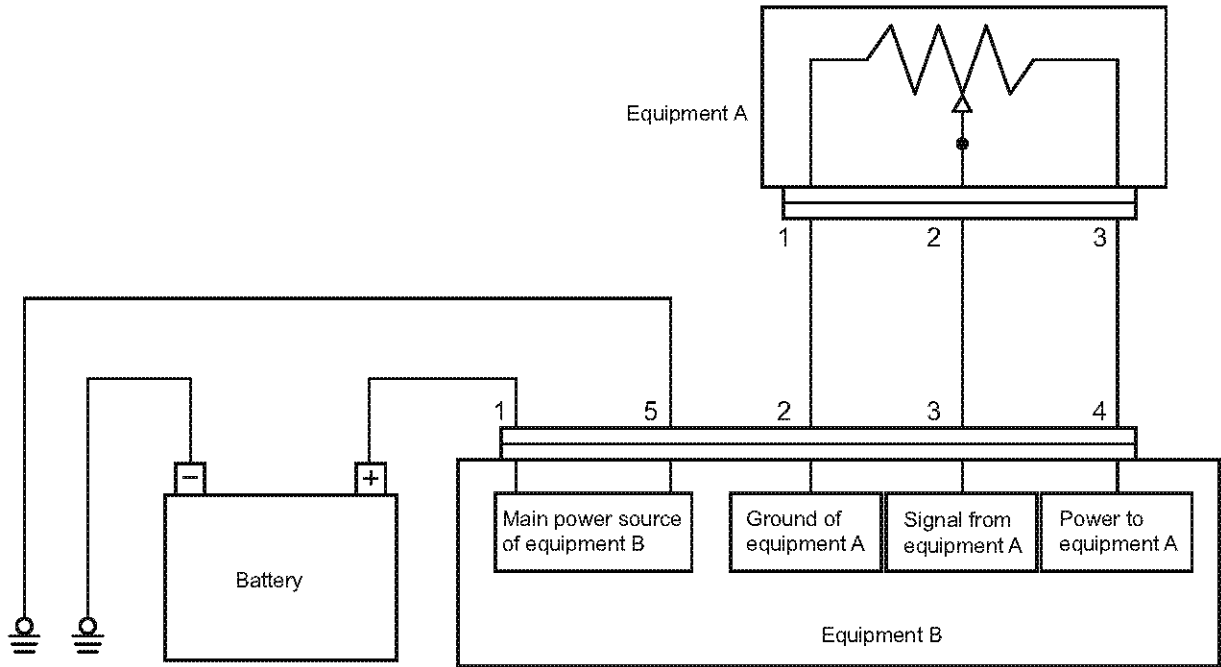 Equipment A
1 2 3
1 5 2 3 4
− +
Main power source
of equipment B
Ground of
equipment A
Signal from
equipment A
Power to
equipment A
Battery
Equipment B